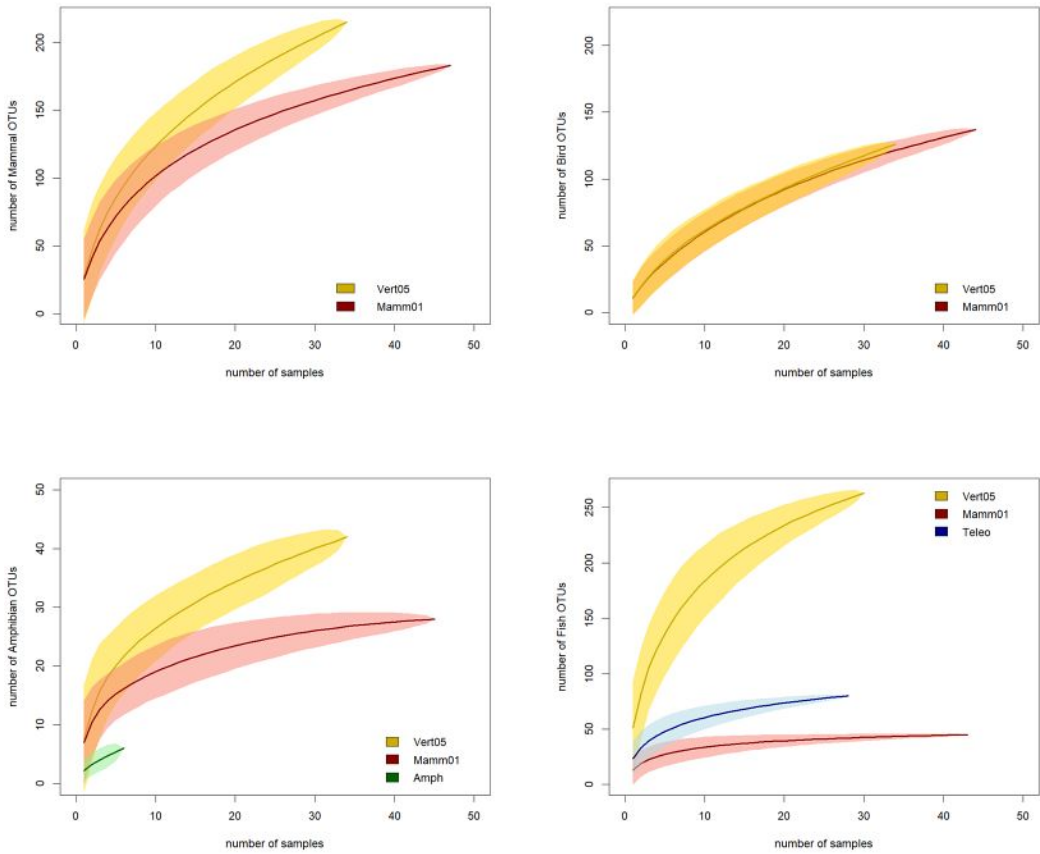 number of Mammal OTUs
200
150
100
50
0
Vert05
Mamm01
0 10 20 30 40 50
number of samples
number of Bird OTUs
200
150
100
50
0
Vert05
Mamm01
0 10 20 30 40 50
number of samples
number of Amphibian OTUs
50
40
30
20
10
0
Vert05
Mamm01
Amph
0 10 20 30 40 50
number of samples
number of Fish OTUs
250
200
150
100
50
0
Vert05
Mamm01
Teleo
0 10 20 30 40 50
number of samples